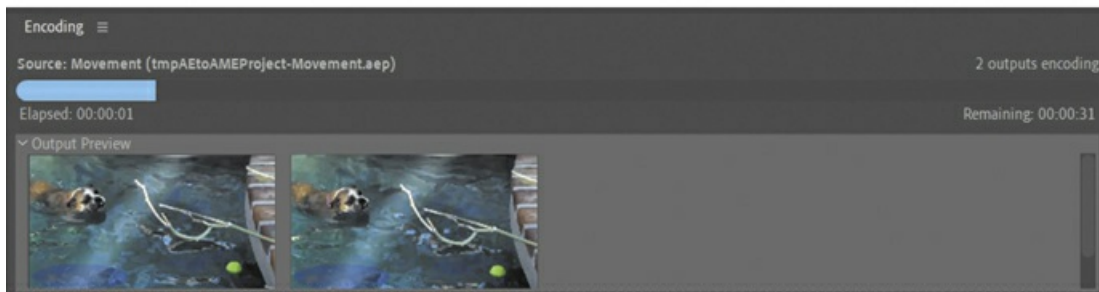 Encoding
Source: Movement (tmpAEtoAMEProject-Movement.aep)
2 outputs encoding
Elapsed: 00:00:01
Remaining: 00:00:31
Output Preview